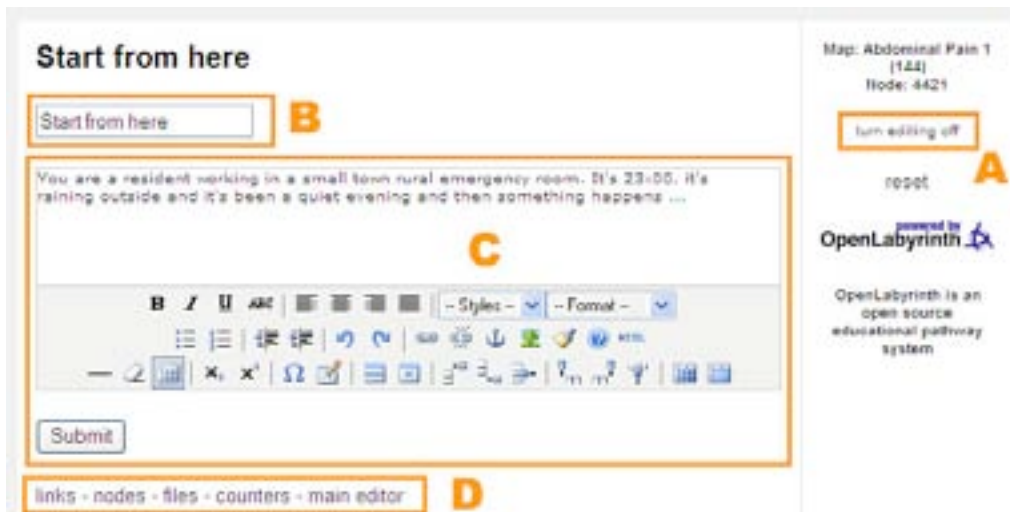 Start from here
Start from here
B
You are a resident working in a small town rural emergency room. It's 23:00. it's
raining outside and it's been a quiet evening and then something happens ...
C
B I U ABC -- Styles -- -- Format --
HTML
Submit
links - nodes - files - counters - main editor
D
Map: Abdominal Pain 1
(144)
Node: 4421
turn editing off
A
reset
powered by
OpenLabyrinth
OpenLabyrinth is an
open source
educational pathway
system